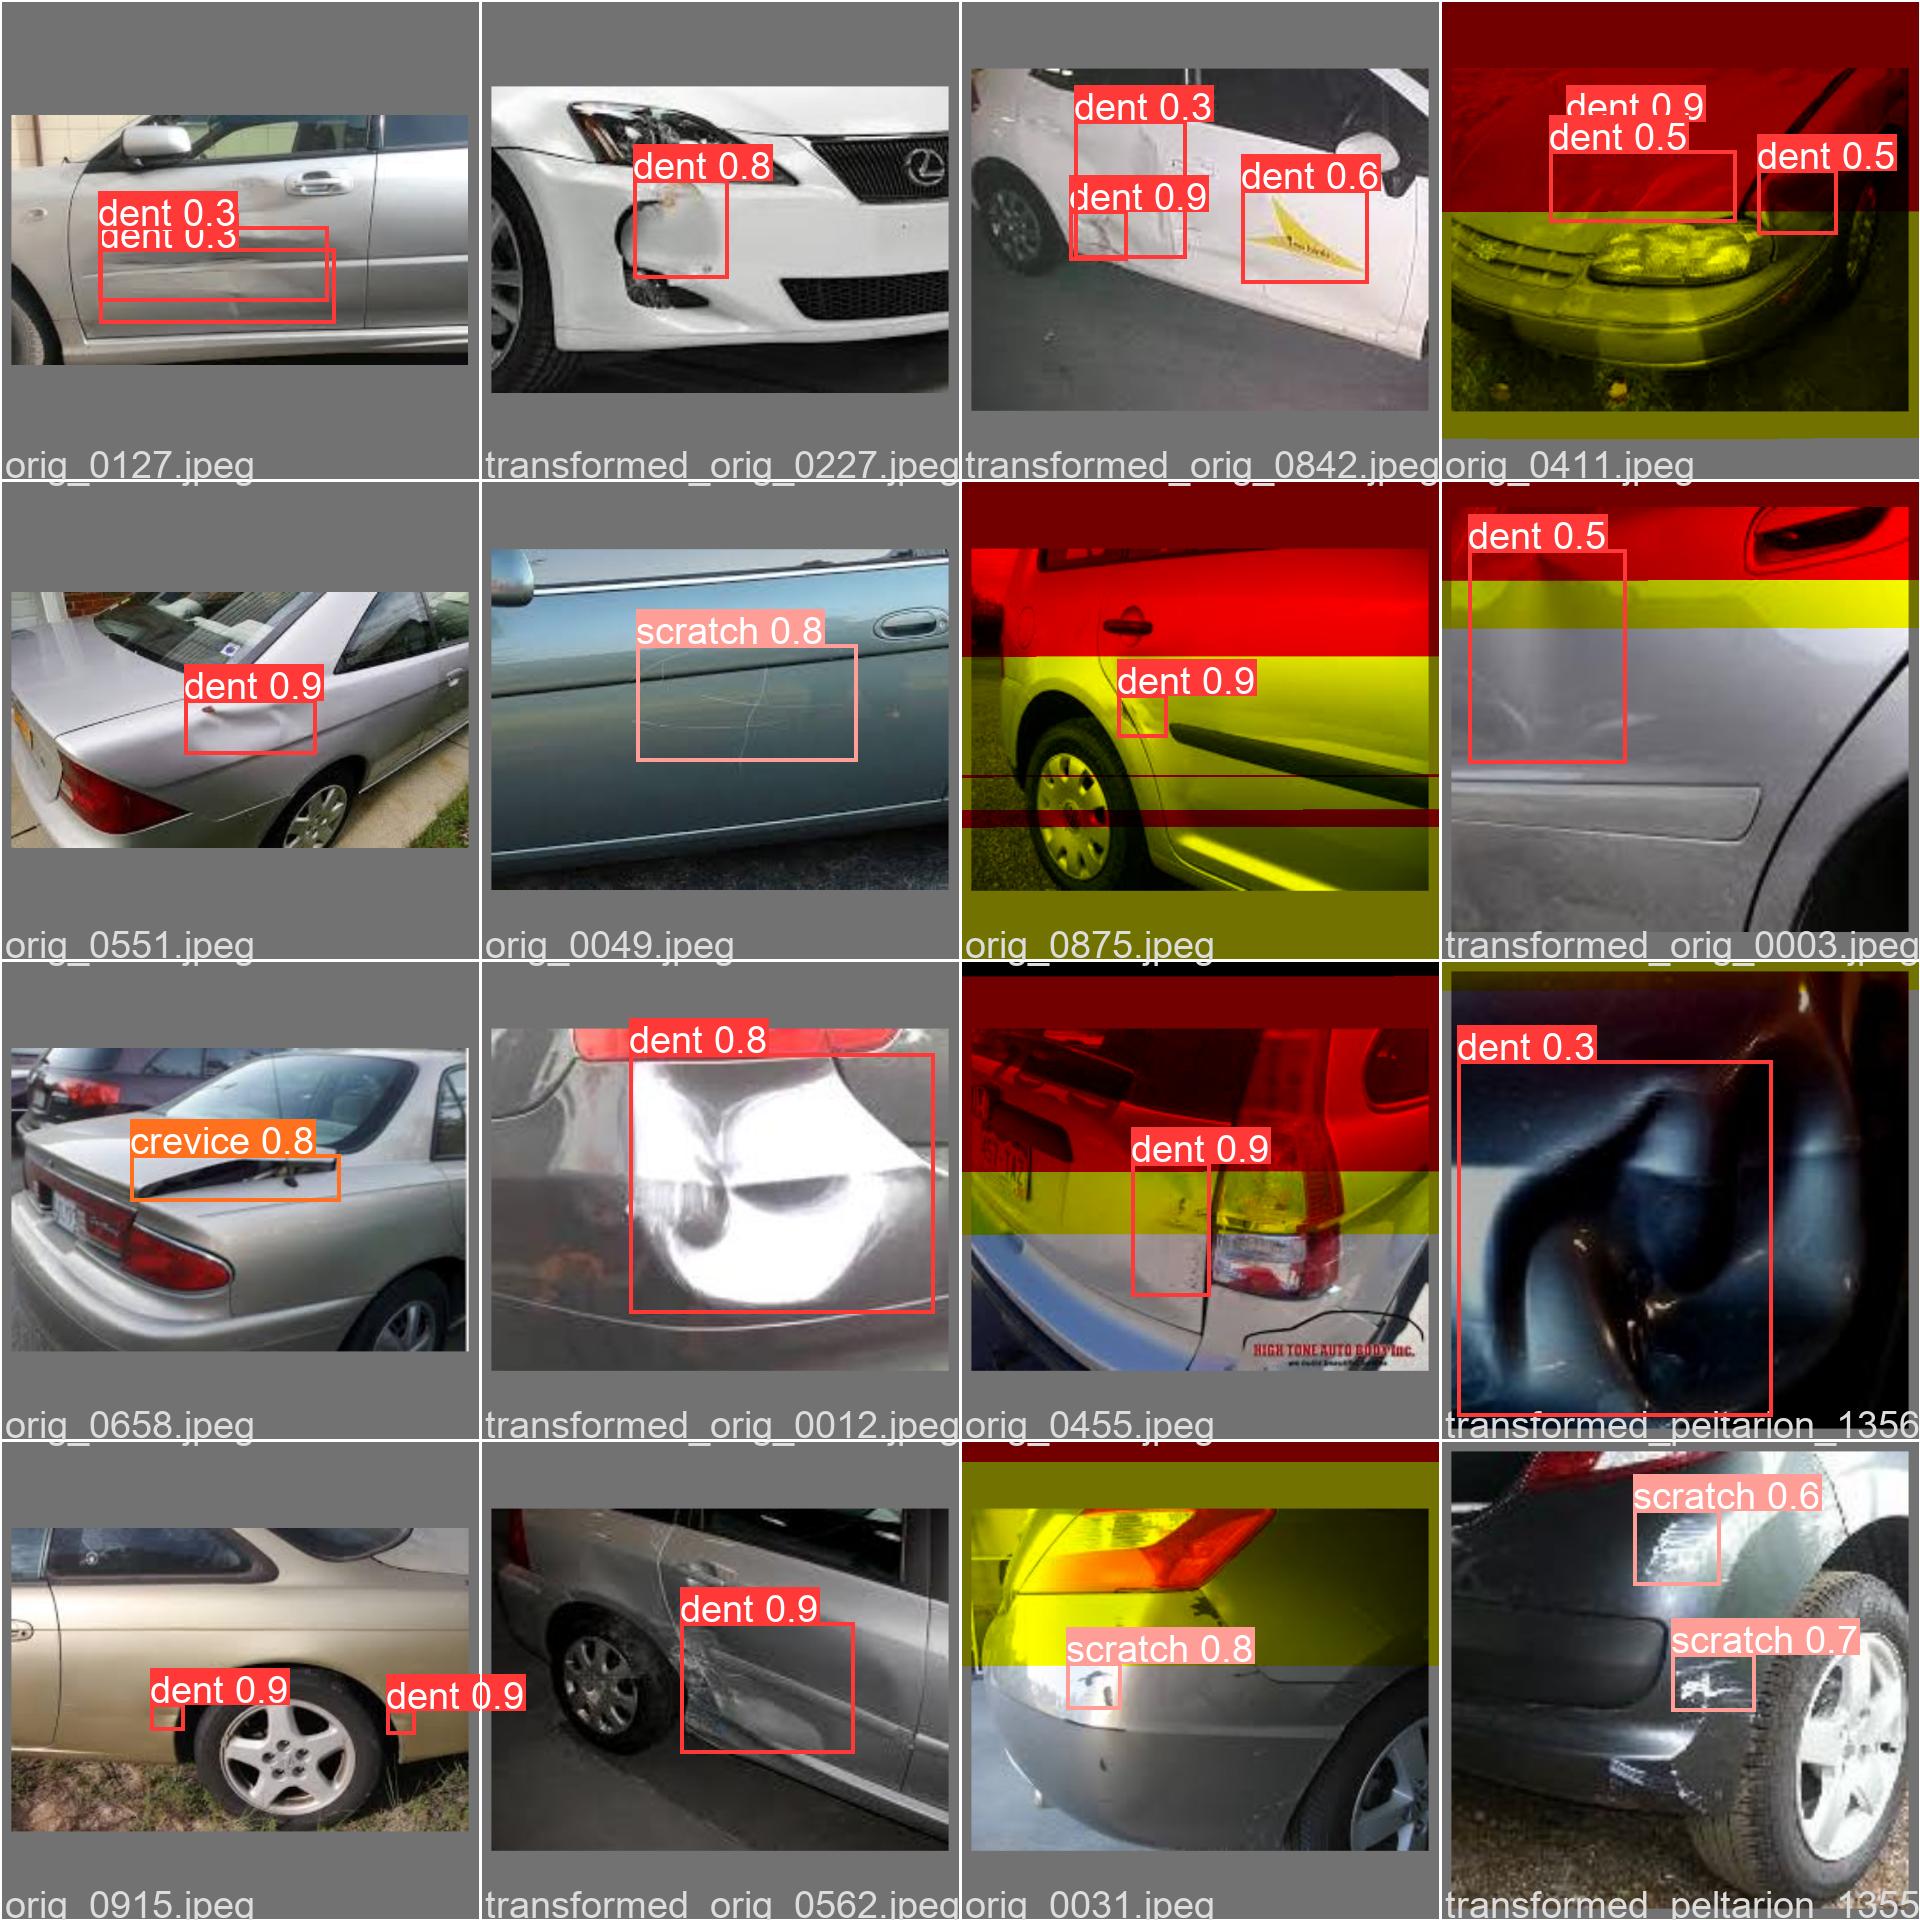 dent 0.3
dent 0.3
orig_0127.jpeg
dent 0.8
transformed_orig_0227.jpeg
dent 0.3
dent 0.9
dent 0.6
transformed_orig_0842.jpeg
dent 0.9
dent 0.5
dent 0.5
orig_0411.jpeg
dent 0.9
orig_0551.jpeg
scratch 0.8
orig_0049.jpeg
dent 0.9
orig_0875.jpeg
dent 0.5
transformed_orig_0003.jpeg
crevice 0.8
orig_0658.jpeg
dent 0.8
transformed_orig_0012.jpeg
dent 0.9
HIGH TONE AUTO BODY Inc.
orig_0455.jpeg
dent 0.3
transformed_peltarion_1356
dent 0.9
dent 0.9
orig_0915.jpeg
dent 0.9
transformed_orig_0562.jpeg
scratch 0.8
orig_0031.jpeg
scratch 0.6
scratch 0.7
transformed_peltarion_1355